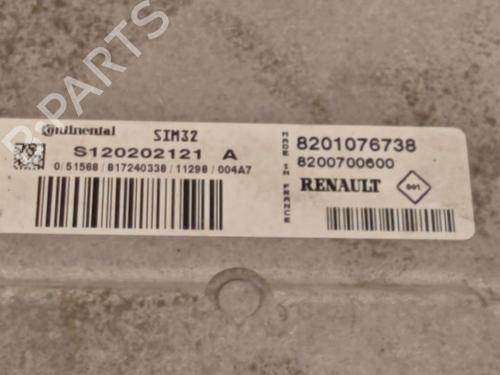 Continental SIM32
S120202121 A
0/51568/817240338/11298/004A7
MADE IN FRANCE
8201076738
8200700600
RENAULT
001
B-PARTS